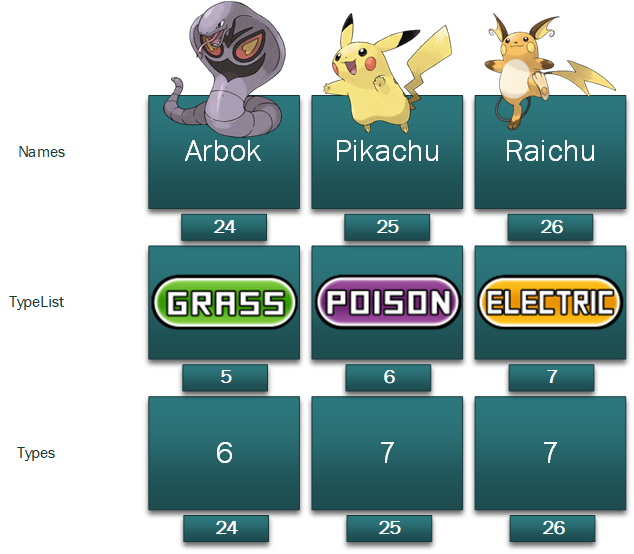 Names
Arbok
Pikachu
Raichu
24
25
26
TypeList
GRASS
POISON
ELECTRIC
5
6
7
Types
6
7
7
24
25
26